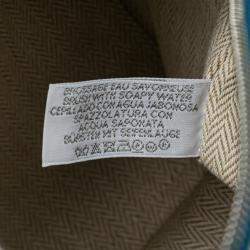 BROSSAGE EAU SAVONNEUSE
BRUSH WITH SOAPY WATER
CEPILLADO CON AGUA JABONOSA
SPAZZOLATURA CON
ACQUA SAPONATA
BÜRSTEN MIT SEIFENLAUGE